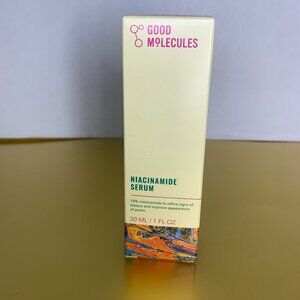 GOOD
MOLECULES
NIACINAMIDE
SERUM
10% niacinamide to refine signs of
texture and improve appearance
of pores
30 ML / 1 FL OZ